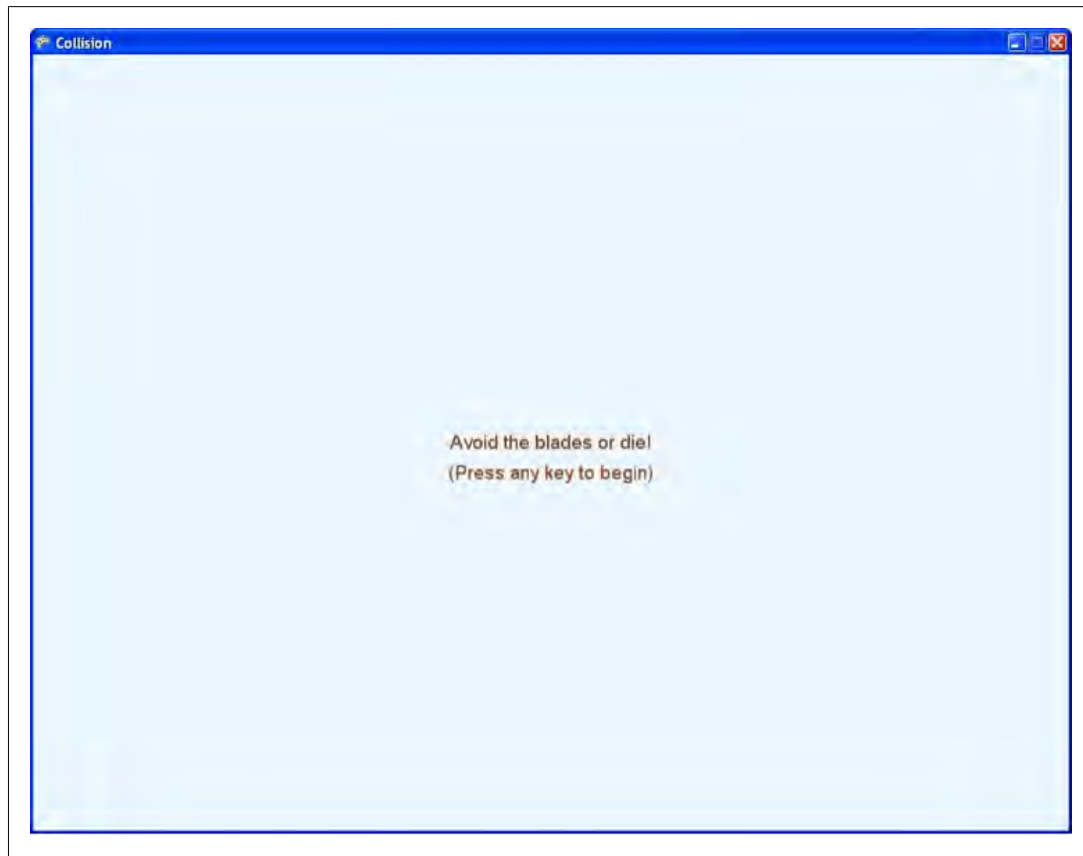 Collision
Avoid the blades or die!
(Press any key to begin)